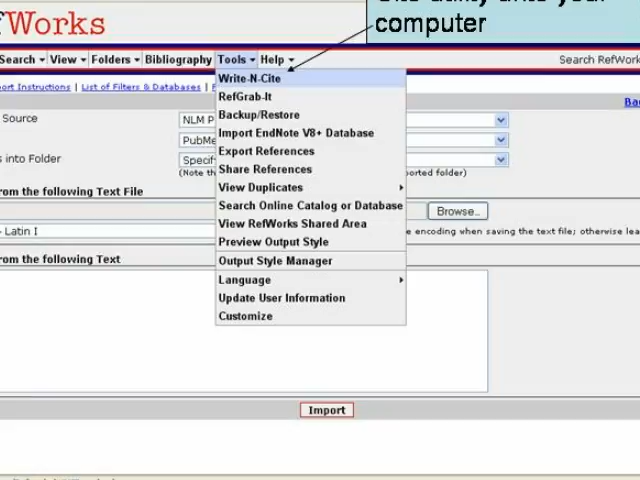 computer
RefWorks
Search View Folders Bibliography Tools Help
Search RefWor
ort Instructions | List of Filters & Databases |
Write-N-Cite
RefGrab-It
Backup/Restore
Import EndNote V8+ Database
Export References
Share References
View Duplicates
Search Online Catalog or Database
View RefWorks Shared Area
Preview Output Style
Output Style Manager
Language
Update User Information
Customize
Ba
Source
NLM P
PubMe
s into Folder
Specif
(Note th
ported folder)
rom the following Text File
Browse...
- Latin I
e encoding when saving the text file; otherwise lea
rom the following Text
Import